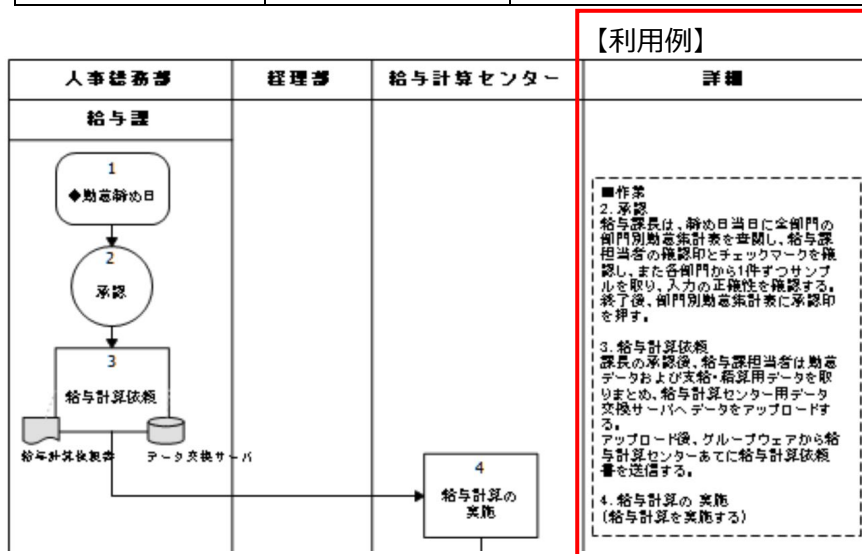 【利用例】
人事総務部 経理部 給与計算センター 詳細
給与課
1
◆勤怠締め日
2
承認
3
給与計算依頼
給与計算依頼書 データ交換サーバ
4
給与計算の
実施
■作業
2. 承認
給与課長は、締め日当日に全部門の
部門別勤怠集計表を査閲し、給与課
担当者の確認印とチェックマークを確
認し、また各部門から1件ずつサンプ
ルを取り、入力の正確性を確認する。
終了後、部門別勤怠集計表に承認印
を押す。
3. 給与計算依頼
課長の承認後、給与課担当者は勤怠
データおよび支給・精算用データを取
りまとめ、給与計算センター用データ
交換サーバへデータをアップロードす
る。
アップロード後、グループウェアから給
与計算センターあてに給与計算依頼
書を送信する。
4. 給与計算の 実施
(給与計算を実施する)